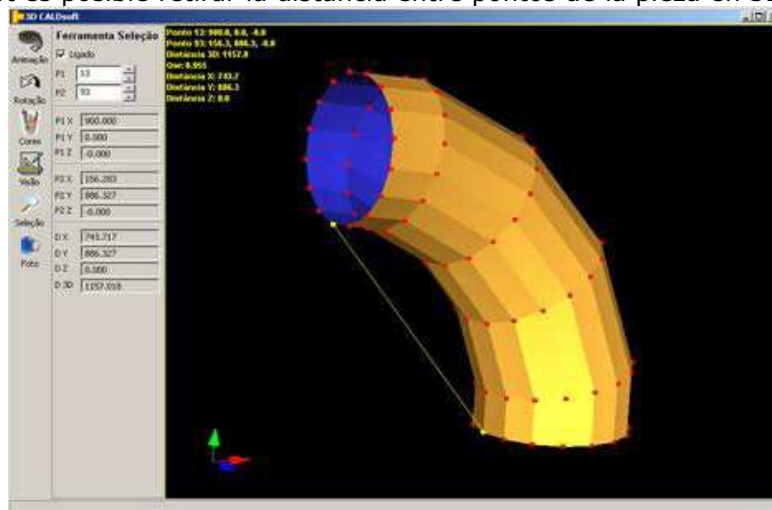 es posible retirar la distancia entre pontos de la pieza en
3D CALDsoft
Ferramenta Seleção
Ligado
P1 13
P2 93
P1 X 900.000
P1 Y 0.000
P1 Z -0.000
P2 X 156.283
P2 Y 886.327
P2 Z -0.000
D X 743.717
D Y 886.327
D Z 0.000
D 3D 1157.018
Animação
Rotação
Cores
Visão
Seleção
Foto
Ponto 13: 900.0, 0.0, -0.0
Ponto 93: 156.3, 886.3, -0.0
Distância 3D: 1157.0
0.955
Distância X: 743.7
Distância Y: 886.3
Distância Z: 0.0